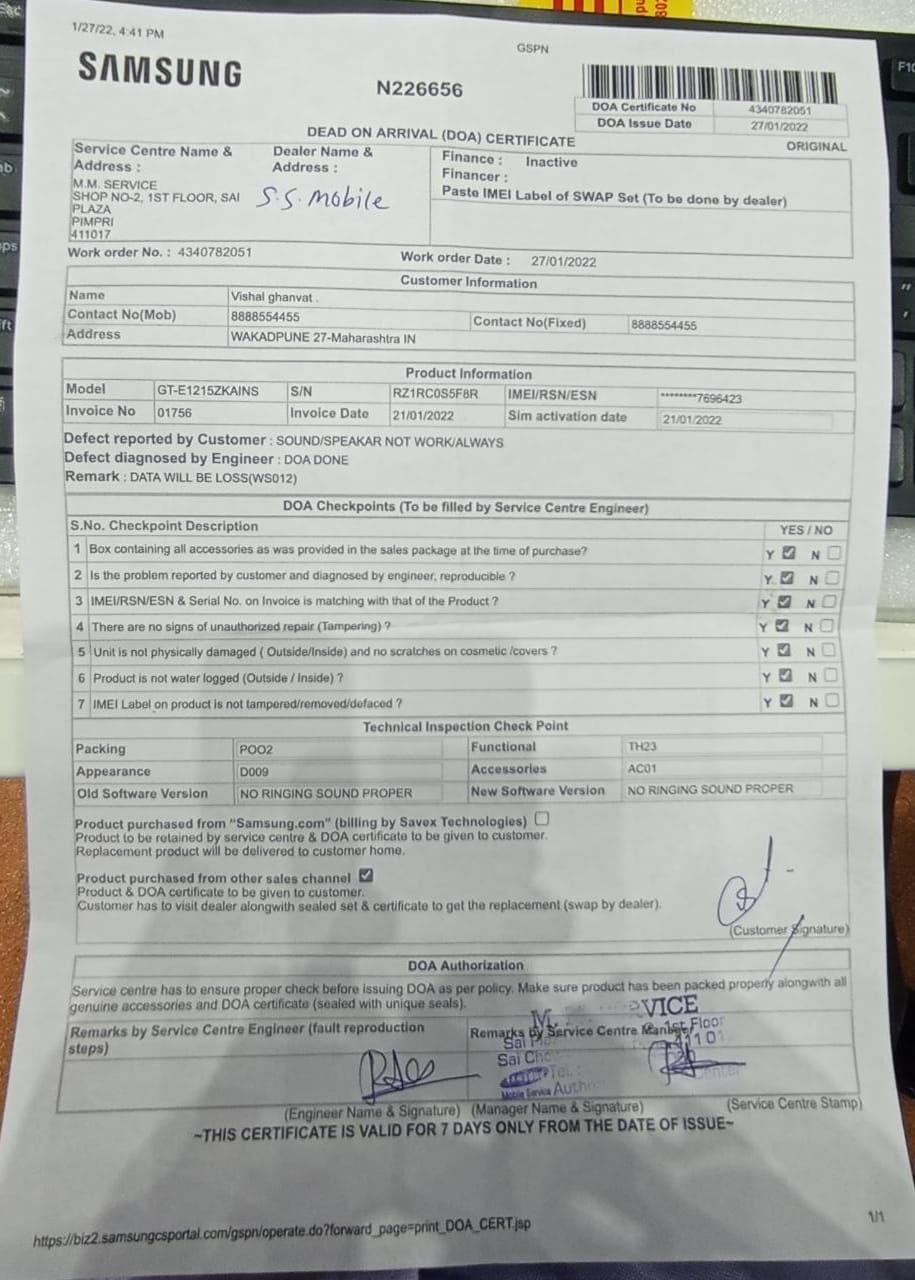 1/27/22, 4:41 PM
GSPN
SAMSUNG
N226656
DOA Certificate No 4340782051
DOA Issue Date 27/01/2022
DEAD ON ARRIVAL (DOA) CERTIFICATE
ORIGINAL
Service Centre Name & Address :
M.M. SERVICE
SHOP NO-2, 1ST FLOOR, SAI
PLAZA
PIMPRI
411017
Dealer Name & Address :
S.S. Mobile
Finance : Inactive
Financer :
Paste IMEI Label of SWAP Set (To be done by dealer)
Work order No. : 4340782051
Work order Date : 27/01/2022
Customer Information
Name Vishal ghanvat .
Contact No(Mob) 8888554455 Contact No(Fixed) 8888554455
Address WAKADPUNE 27-Maharashtra IN
Product Information
Model GT-E1215ZKAINS S/N RZ1RC0S5F8R IMEI/RSN/ESN ********7696423
Invoice No 01756 Invoice Date 21/01/2022 Sim activation date 21/01/2022
Defect reported by Customer : SOUND/SPEAKAR NOT WORK/ALWAYS
Defect diagnosed by Engineer : DOA DONE
Remark : DATA WILL BE LOSS(WS012)
DOA Checkpoints (To be filled by Service Centre Engineer)
S.No. Checkpoint Description YES / NO
1 Box containing all accessories as was provided in the sales package at the time of purchase? Y N
2 Is the problem reported by customer and diagnosed by engineer, reproducible ? Y N
3 IMEI/RSN/ESN & Serial No. on Invoice is matching with that of the Product ? Y N
4 There are no signs of unauthorized repair (Tampering) ? Y N
5 Unit is not physically damaged ( Outside/Inside) and no scratches on cosmetic /covers ? Y N
6 Product is not water logged (Outside / Inside) ? Y N
7 IMEI Label on product is not tampered/removed/defaced ? Y N
Technical Inspection Check Point
Packing POO2 Functional TH23
Appearance D009 Accessories AC01
Old Software Version NO RINGING SOUND PROPER New Software Version NO RINGING SOUND PROPER
Product purchased from "Samsung.com" (billing by Savex Technologies)
Product to be retained by service centre & DOA certificate to be given to customer.
Replacement product will be delivered to customer home.
Product purchased from other sales channel
Product & DOA certificate to be given to customer.
Customer has to visit dealer alongwith sealed set & certificate to get the replacement (swap by dealer).
(Customer Signature)
DOA Authorization
Service centre has to ensure proper check before issuing DOA as per policy. Make sure product has been packed properly alongwith all
genuine accessories and DOA certificate (sealed with unique seals).
Remarks by Service Centre Engineer (fault reproduction
steps)
Remarks by Service Centre Manager
(Engineer Name & Signature) (Manager Name & Signature) (Service Centre Stamp)
~THIS CERTIFICATE IS VALID FOR 7 DAYS ONLY FROM THE DATE OF ISSUE~
https://biz2.samsungcsportal.com/gspn/operate.do?forward_page=print_DOA_CERT.jsp
1/1